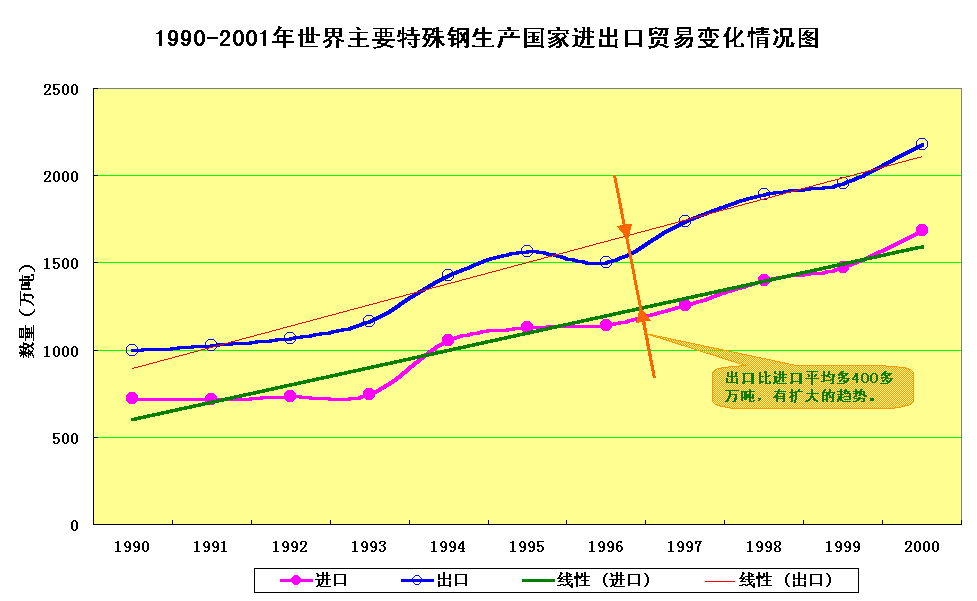 1990-2001年世界主要特殊钢生产国家进出口贸易变化情况图
2500
2000
1500
1000
500
0
数量（万吨）
出口比进口平均多400多
万吨，有扩大的趋势。
1990 1991 1992 1993 1994 1995 1996 1997 1998 1999 2000
进口 出口 线性（进口） 线性（出口）